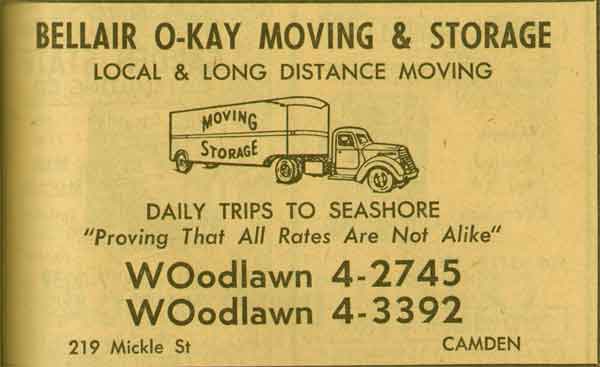 BELLAIR O-KAY MOVING & STORAGE
LOCAL & LONG DISTANCE MOVING
MOVING
STORAGE
DAILY TRIPS TO SEASHORE
"Proving That All Rates Are Not Alike"
WOodlawn 4-2745
WOodlawn 4-3392
219 Mickle St CAMDEN